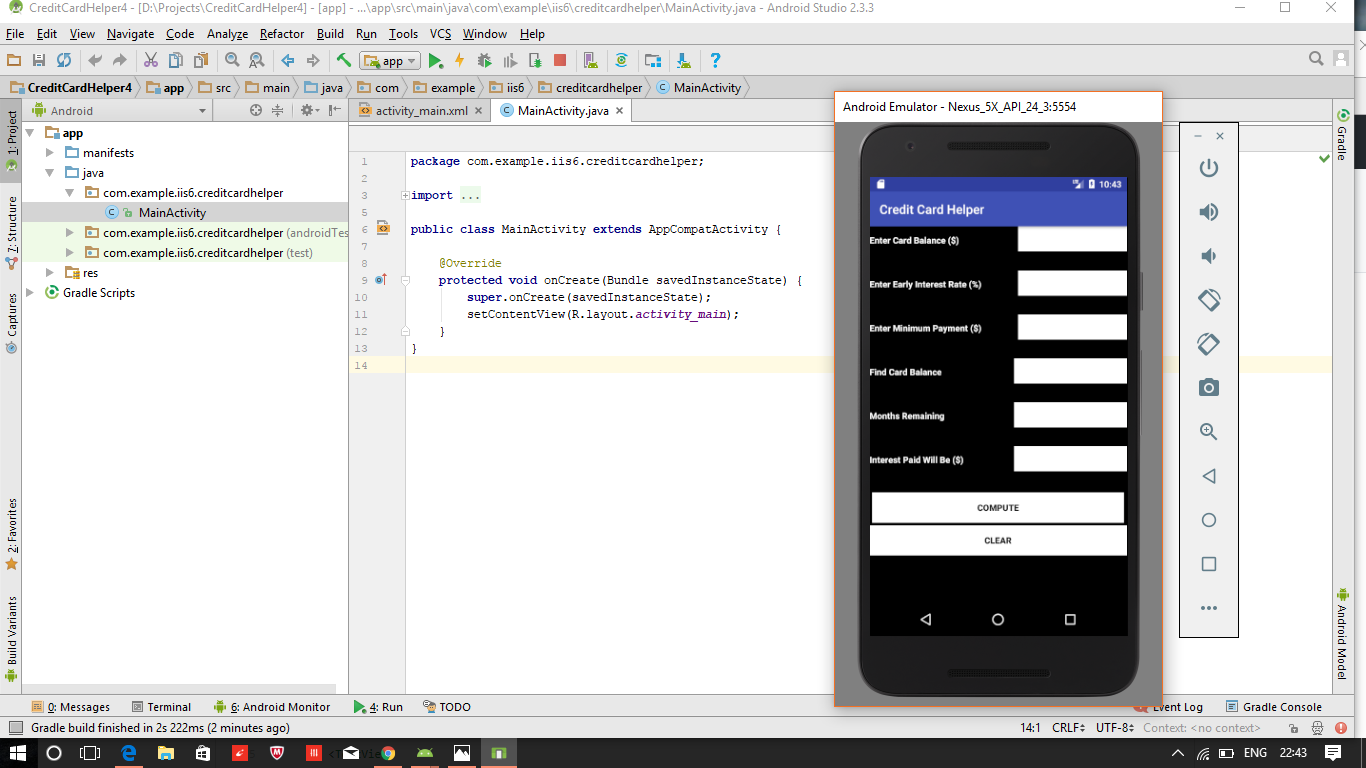 CreditCardHelper4 - [D:\Projects\CreditCardHelper4] - [app] - ...\app\src\main\java\com\example\iis6\creditcardhelper\MainActivity.java - Android Studio 2.3.3
File Edit View Navigate Code Analyze Refactor Build Run Tools VCS Window Help
app
CreditCardHelper4 app src main java com example iis6 creditcardhelper MainActivity
Android
activity_main.xml MainActivity.java
1: Project
7: Structure
Captures
2: Favorites
Build Variants
app
manifests
java
com.example.iis6.creditcardhelper
MainActivity
com.example.iis6.creditcardhelper (androidTes
com.example.iis6.creditcardhelper (test)
res
Gradle Scripts
1 package com.example.iis6.creditcardhelper;
2
3 import ...
5
6 public class MainActivity extends AppCompatActivity {
7
8 @Override
9 protected void onCreate(Bundle savedInstanceState) {
10 super.onCreate(savedInstanceState);
11 setContentView(R.layout.activity_main);
12 }
13 }
14
Android Emulator - Nexus_5X_API_24_3:5554
10:43
Credit Card Helper
Enter Card Balance ($)
Enter Early Interest Rate (%)
Enter Minimum Payment ($)
Find Card Balance
Months Remaining
Interest Paid Will Be ($)
COMPUTE
CLEAR
Gradle
Android Model
0: Messages Terminal 6: Android Monitor 4: Run TODO Event Log Gradle Console
Gradle build finished in 2s 222ms (2 minutes ago) 14:1 CRLF UTF-8 Context: <no context>
ENG 22:43